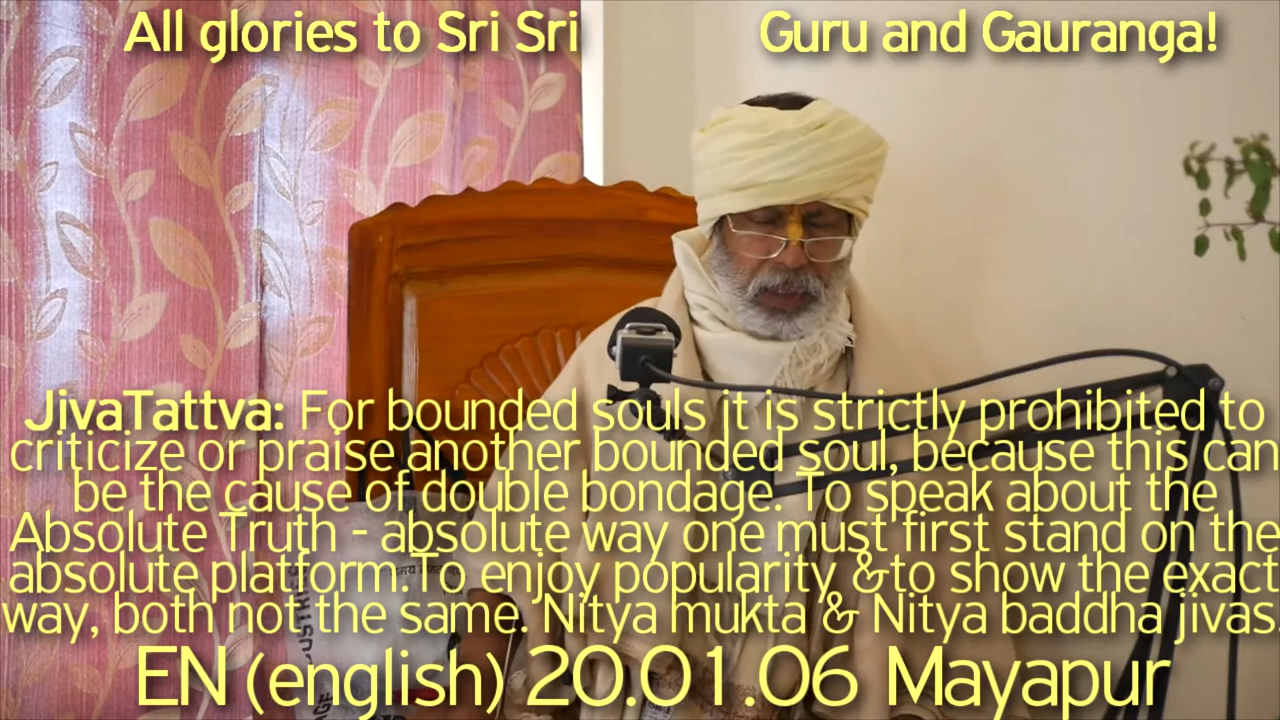 All glories to Sri Sri Guru and Gauranga!
JivaTattva: For bounded souls it is strictly prohibited to
criticize or praise another bounded soul, because this can
be the cause of double bondage. To speak about the
Absolute Truth - absolute way one must first stand on the
absolute platform.To enjoy popularity &to show the exact
way, both not the same. Nitya mukta & Nitya baddha jivas.
EN (english) 20.01.06 Mayapur